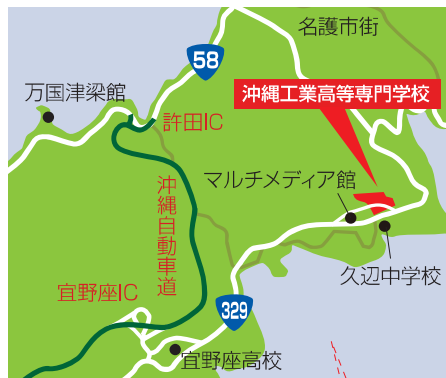 名護市街
58
万国津梁館
沖縄工業高等専門学校
許田IC
マルチメディア館
沖縄自動車道
久辺中学校
宜野座IC
329
宜野座高校